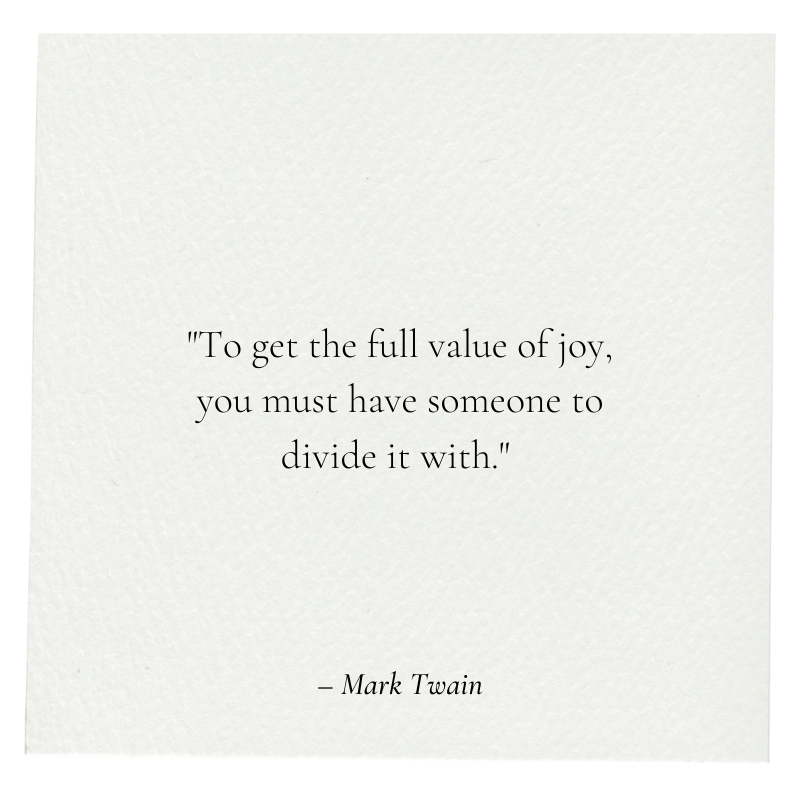 "To get the full value of joy,
you must have someone to
divide it with."
– Mark Twain